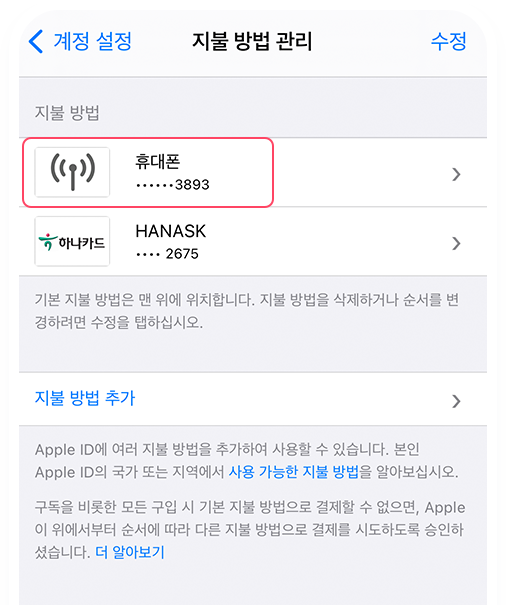 계정 설정
지불 방법 관리
수정
지불 방법
휴대폰
••••••3893
하나카드
HANASK
•••• 2675
기본 지불 방법은 맨 위에 위치합니다. 지불 방법을 삭제하거나 순서를 변
경하려면 수정을 탭하십시오.
지불 방법 추가
Apple ID에 여러 지불 방법을 추가하여 사용할 수 있습니다. 본인
Apple ID의 국가 또는 지역에서 사용 가능한 지불 방법을 알아보십시오.
구독을 비롯한 모든 구입 시 기본 지불 방법으로 결제할 수 없으면, Apple
이 위에서부터 순서에 따라 다른 지불 방법으로 결제를 시도하도록 승인하
셨습니다. 더 알아보기